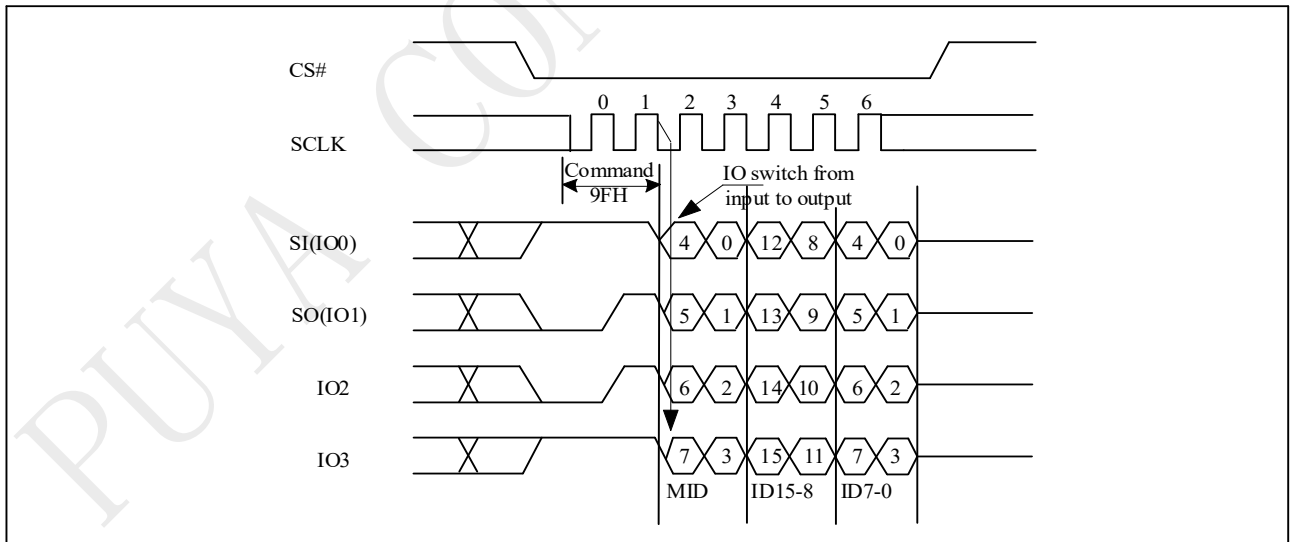 CS#
0 1 2 3 4 5 6
SCLK
Command
9FH
IO switch from
input to output
SI(IO0)
4 0 12 8 4 0
SO(IO1)
5 1 13 9 5 1
IO2
6 2 14 10 6 2
IO3
7 3 15 11 7 3
MID ID15-8 ID7-0
PUYA CON